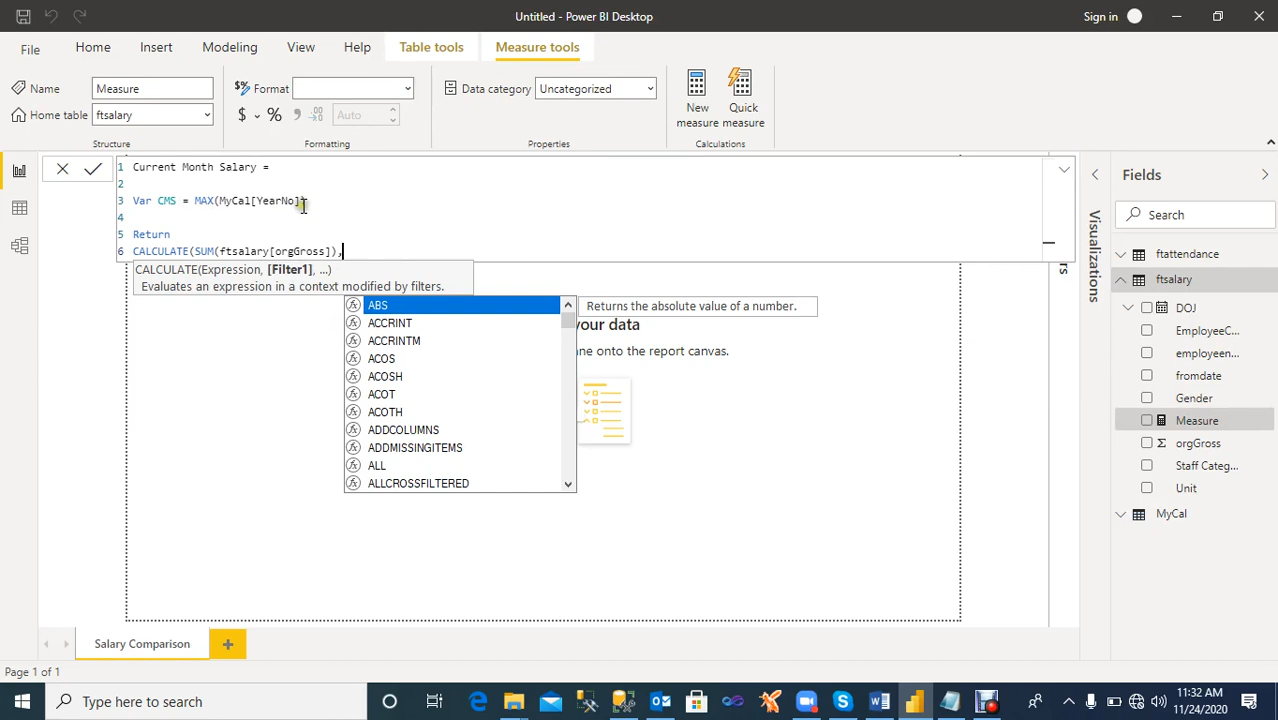 Untitled - Power BI Desktop
Sign in
File
Home
Insert
Modeling
View
Help
Table tools
Measure tools
Name
Measure
Home table
ftsalary
Structure
Format
$ % 9 .00
Auto
Formatting
Data category
Uncategorized
Properties
New measure
Quick measure
Calculations
1 Current Month Salary =
2
3 Var CMS = MAX(MyCal[YearNo])
4
5 Return
6 CALCULATE(SUM(ftsalary[orgGross]),
CALCULATE(Expression, [Filter1], ...)
Evaluates an expression in a context modified by filters.
ABS
Returns the absolute value of a number.
ACCRINT
ACCRINTM
ACOS
ACOSH
ACOT
ACOTH
ADDCOLUMNS
ADDMISSINGITEMS
ALL
ALLCROSSFILTERED
your data
onto the report canvas.
Visualizations
Fields
Search
ftattendance
ftsalary
DOJ
EmployeeC...
employeen...
fromdate
Gender
Measure
orgGross
Staff Categ...
Unit
MyCal
Salary Comparison
Page 1 of 1
Type here to search
11:32 AM
11/24/2020